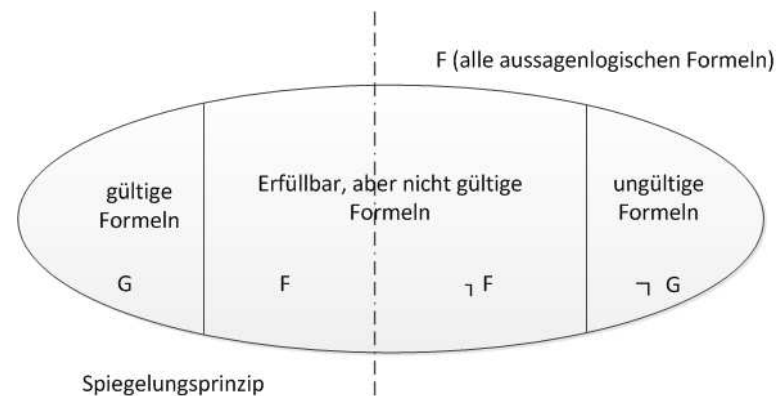 F (alle aussagenlogischen Formeln)
gültige
Formeln
Erfüllbar, aber nicht gültige
Formeln
ungültige
Formeln
G
F
¬ F
¬ G
Spiegelungsprinzip